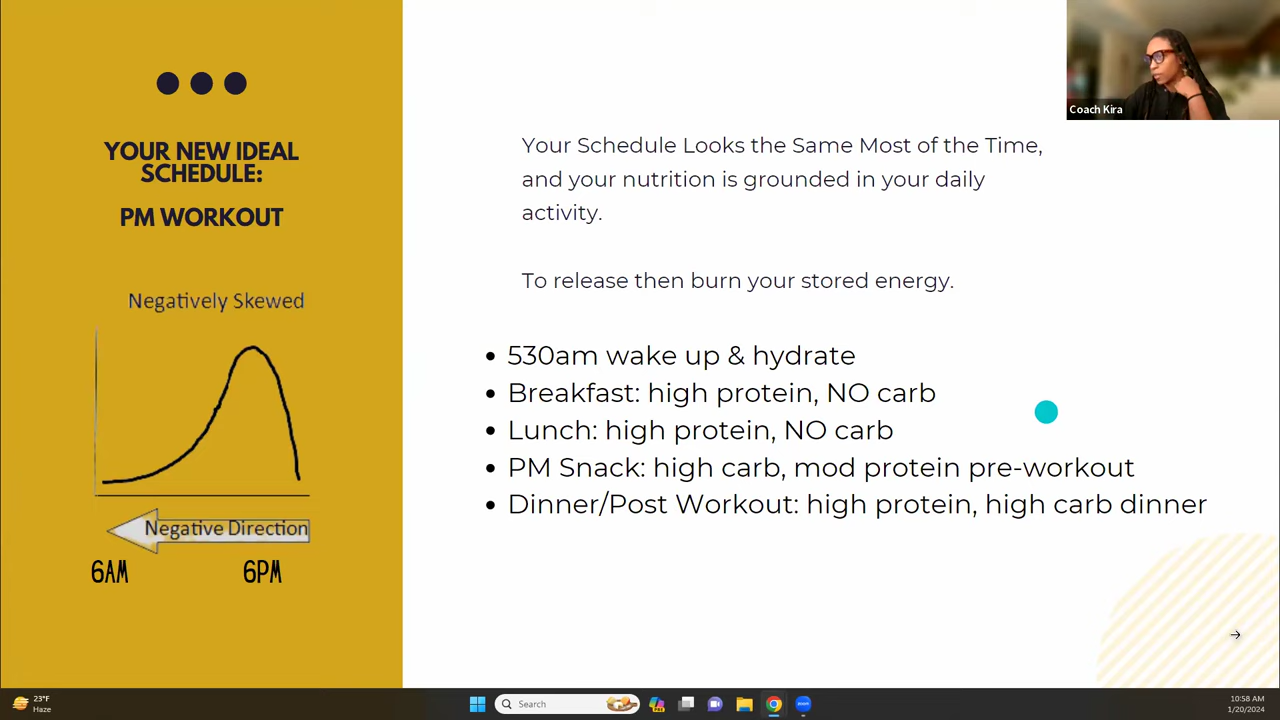 YOUR NEW IDEAL
SCHEDULE:
PM WORKOUT
Negatively Skewed
Negative Direction
6AM 6PM
Your Schedule Looks the Same Most of the Time,
and your nutrition is grounded in your daily
activity.
To release then burn your stored energy.
530am wake up & hydrate
Breakfast: high protein, NO carb
Lunch: high protein, NO carb
PM Snack: high carb, mod protein pre-workout
Dinner/Post Workout: high protein, high carb dinner
Coach Kira
23°F
Haze
Search
10:58 AM
1/20/2024